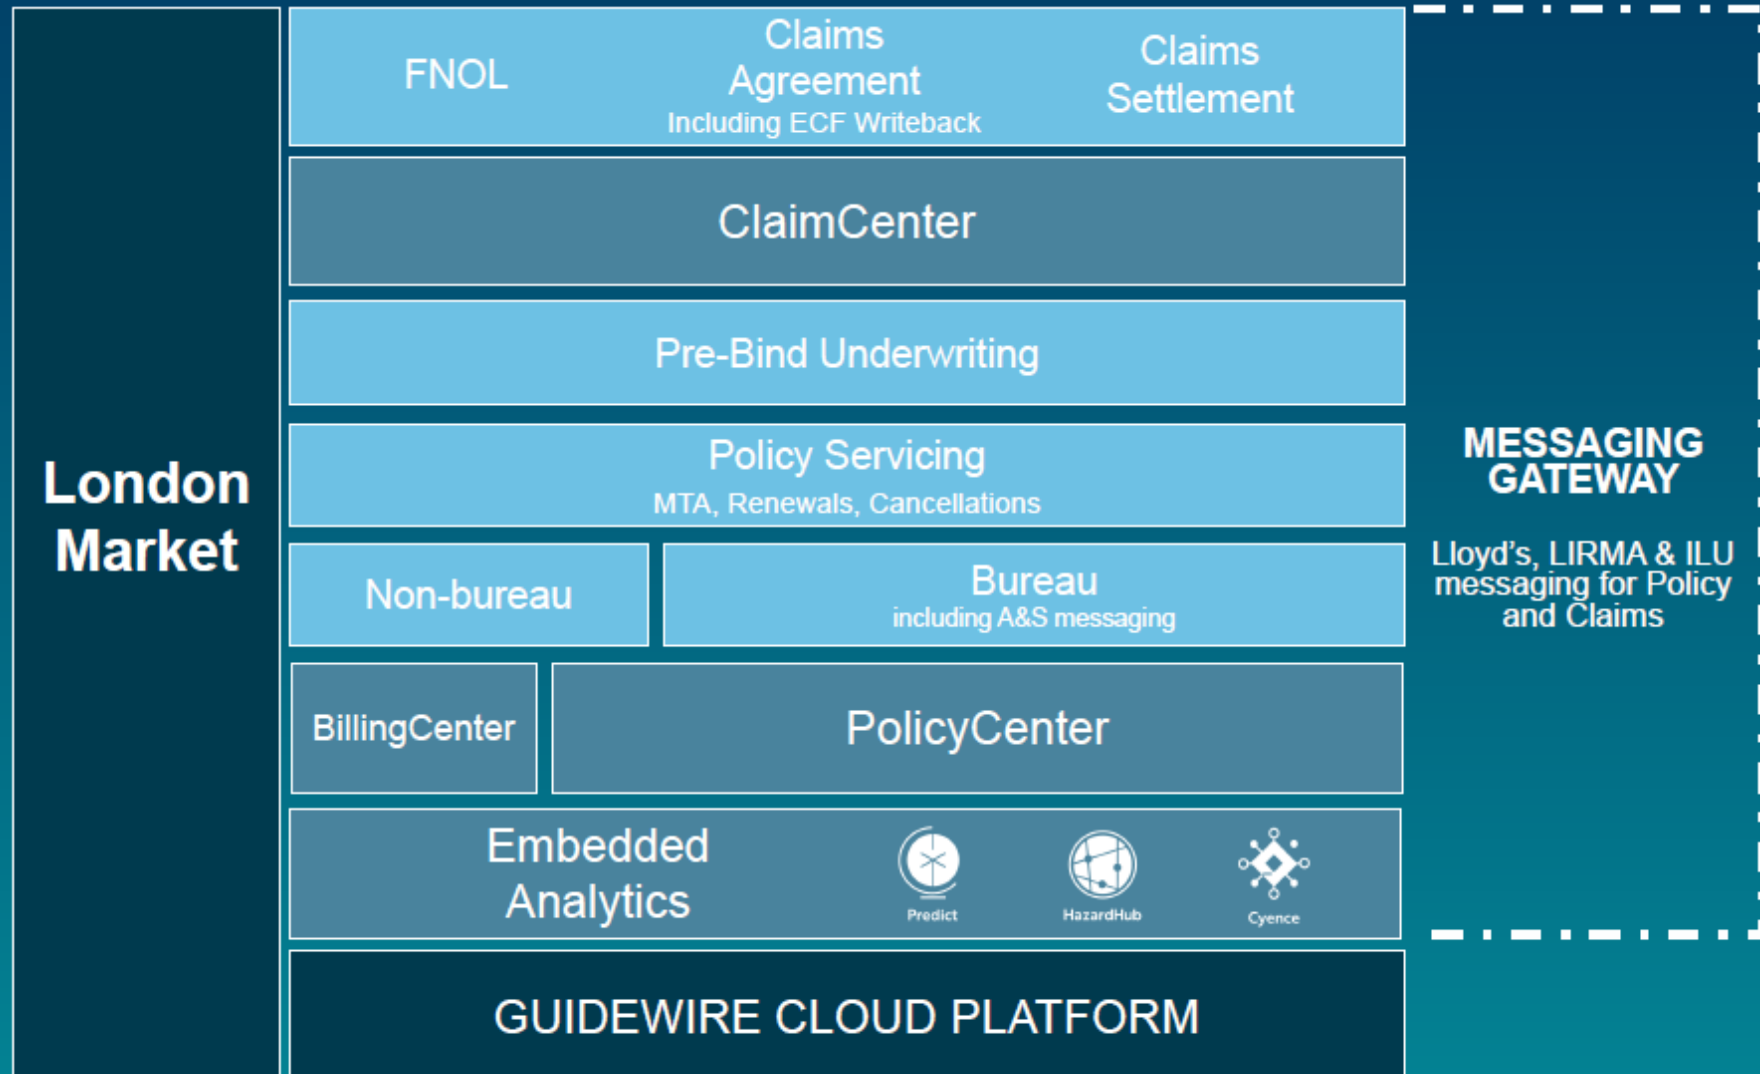 London
Market
FNOL
Claims
Agreement
Including ECF Writeback
Claims
Settlement
ClaimCenter
Pre-Bind Underwriting
Policy Servicing
MTA, Renewals, Cancellations
Non-bureau
Bureau
including A&S messaging
BillingCenter
PolicyCenter
Embedded
Analytics
Predict
HazardHub
Cyence
GUIDEWIRE CLOUD PLATFORM
MESSAGING
GATEWAY
Lloyd's, LIRMA & ILU
messaging for Policy
and Claims